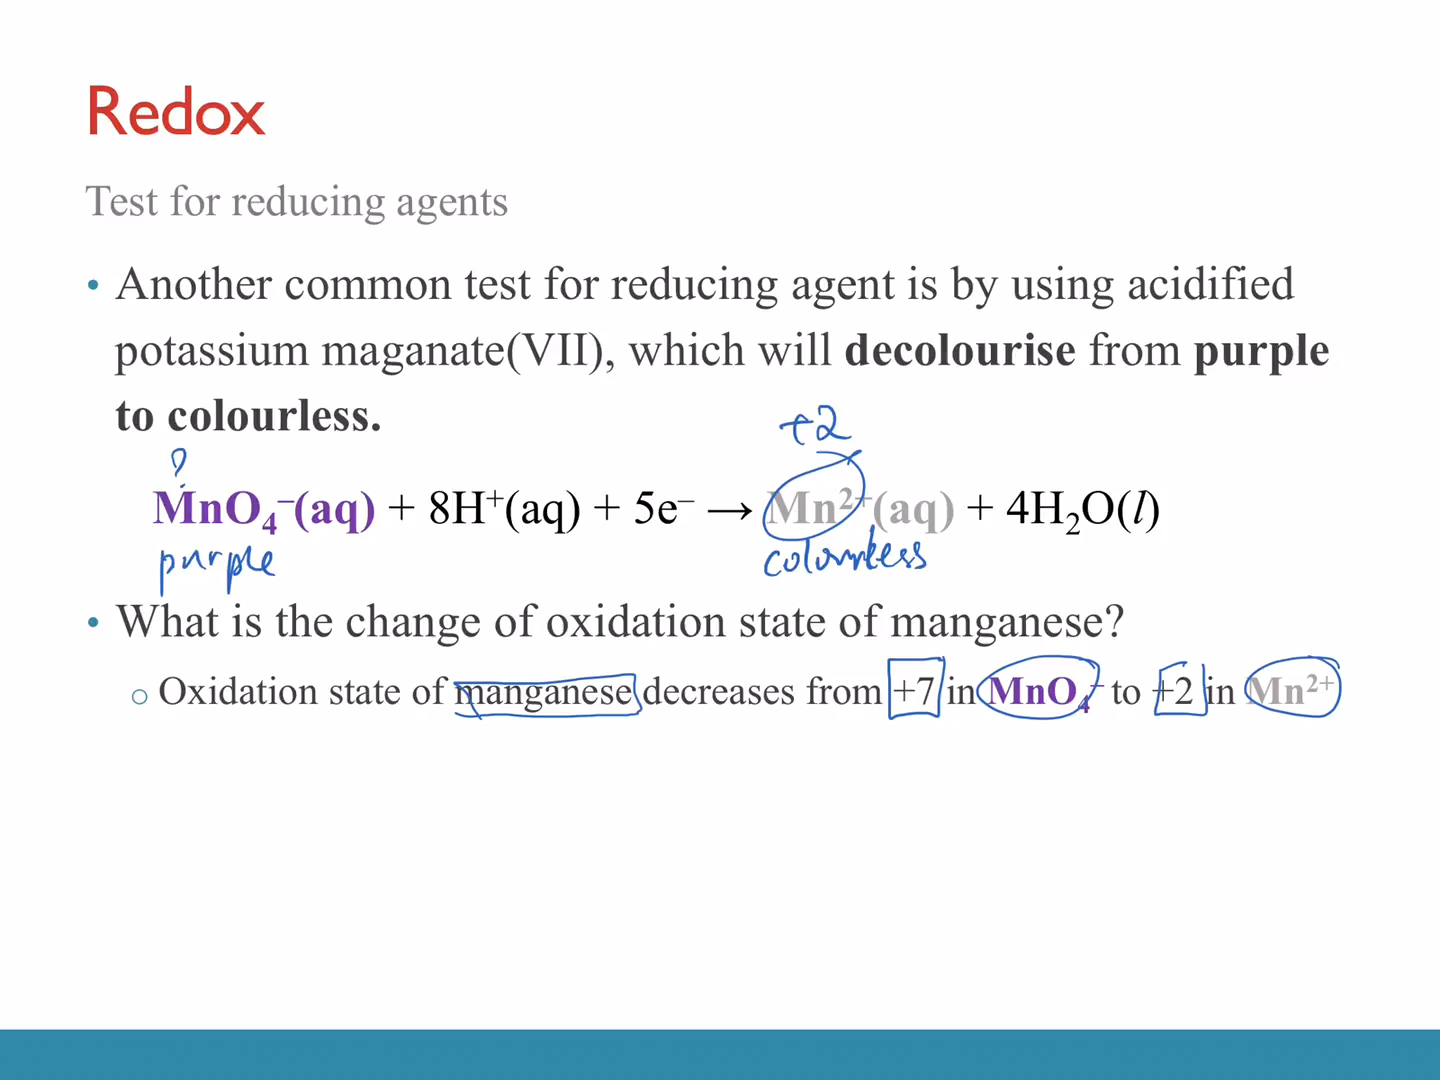 Redox
Test for reducing agents
• Another common test for reducing agent is by using acidified
potassium maganate(VII), which will decolourise from purple
to colourless.
+2
?
MnO₄⁻(aq) + 8H⁺(aq) + 5e⁻ → Mn²⁺(aq) + 4H₂O(l)
purple colourless
• What is the change of oxidation state of manganese?
○ Oxidation state of manganese decreases from +7 in MnO₄⁻ to +2 in Mn²⁺